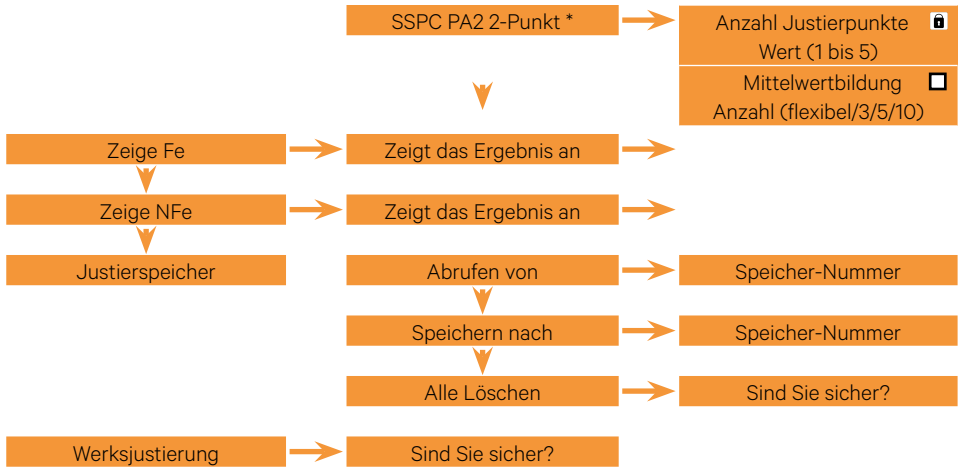 SSPC PA2 2-Punkt *
Anzahl Justierpunkte
Wert (1 bis 5)
Mittelwertbildung
Anzahl (flexibel/3/5/10)
Zeige Fe
Zeigt das Ergebnis an
Zeige NFe
Zeigt das Ergebnis an
Justierspeicher
Abrufen von
Speicher-Nummer
Speichern nach
Speicher-Nummer
Alle Löschen
Sind Sie sicher?
Werksjustierung
Sind Sie sicher?